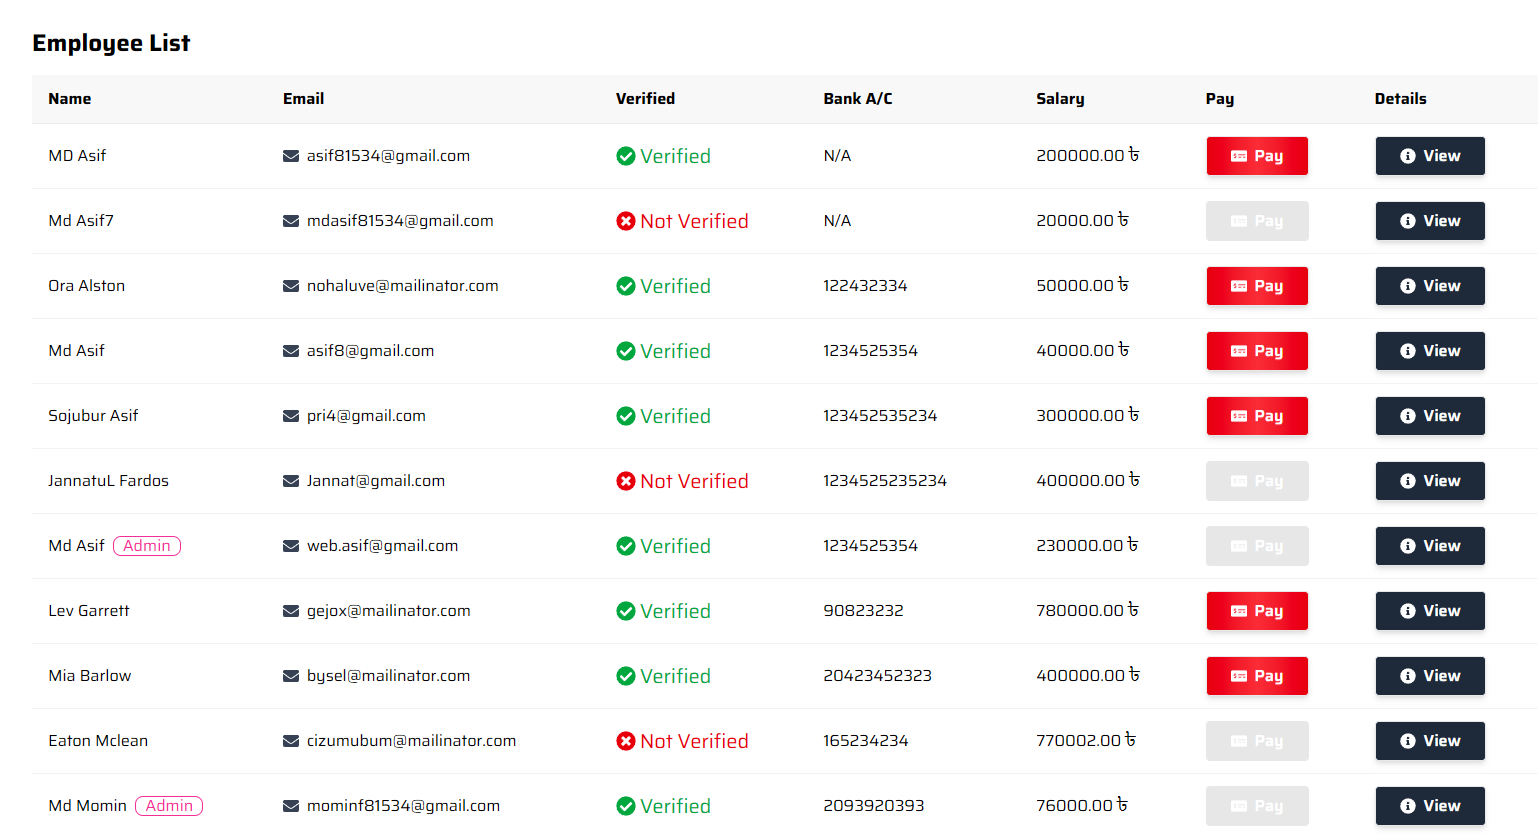 Employee List
Name Email Verified Bank A/C Salary Pay Details
MD Asif asif81534@gmail.com Verified N/A 200000.00 ৳ Pay View
Md Asif7 mdasif81534@gmail.com Not Verified N/A 20000.00 ৳ Pay View
Ora Alston nohaluve@mailinator.com Verified 122432334 50000.00 ৳ Pay View
Md Asif asif8@gmail.com Verified 1234525354 40000.00 ৳ Pay View
Sojubur Asif pri4@gmail.com Verified 123452535234 300000.00 ৳ Pay View
JannatuL Fardos Jannat@gmail.com Not Verified 1234525235234 400000.00 ৳ Pay View
Md Asif Admin web.asif@gmail.com Verified 1234525354 230000.00 ৳ Pay View
Lev Garrett gejox@mailinator.com Verified 90823232 780000.00 ৳ Pay View
Mia Barlow bysel@mailinator.com Verified 20423452323 400000.00 ৳ Pay View
Eaton Mclean cizumubum@mailinator.com Not Verified 165234234 770002.00 ৳ Pay View
Md Momin Admin mominf81534@gmail.com Verified 2093920393 76000.00 ৳ Pay View